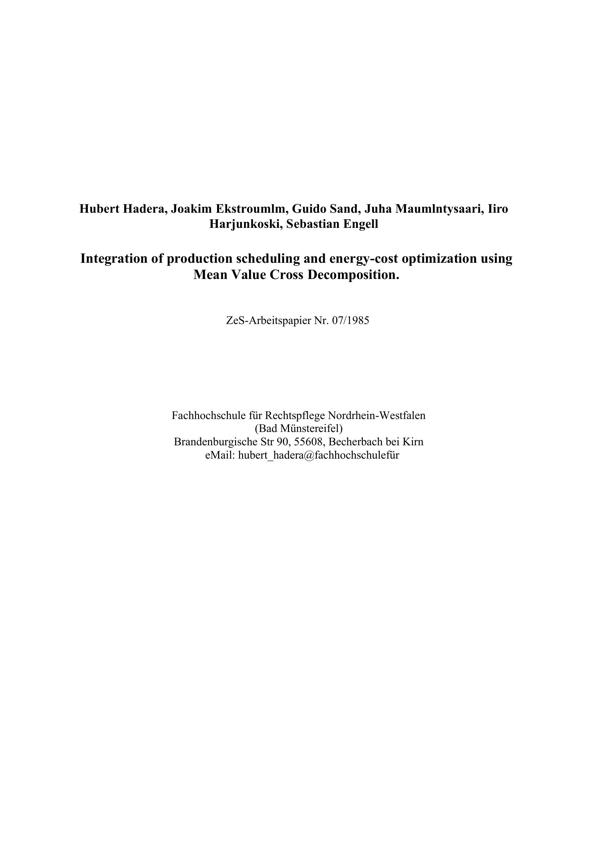 Hubert Hadera, Joakim Ekstroumlm, Guido Sand, Juha Maumlntysaari, Iiro
Harjunkoski, Sebastian Engell
Integration of production scheduling and energy-cost optimization using
Mean Value Cross Decomposition.
ZeS-Arbeitspapier Nr. 07/1985
Fachhochschule für Rechtspflege Nordrhein-Westfalen
(Bad Münstereifel)
Brandenburgische Str 90, 55608, Becherbach bei Kirn
eMail: hubert_hadera@fachhochschulefür